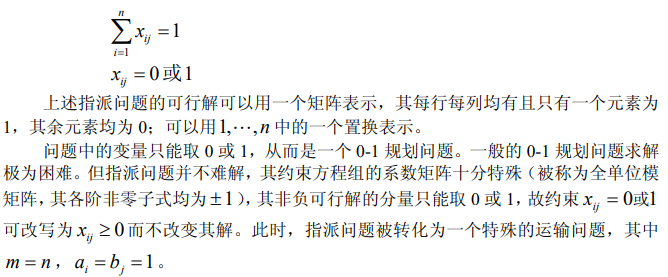 \sum_{i=1}^{n} x_{ij} = 1
x_{ij} = 0 或 1
上述指派问题的可行解可以用一个矩阵表示，其每行每列均有且只有一个元素为
1，其余元素均为 0；可以用 1,⋯,n 中的一个置换表示。
问题中的变量只能取 0 或 1，从而是一个 0-1 规划问题。一般的 0-1 规划问题求解
极为困难。但指派问题并不难解，其约束方程组的系数矩阵十分特殊（被称为全单位模
矩阵，其各阶非零子式均为 ±1），其非负可行解的分量只能取 0 或 1，故约束 x_{ij} = 0或1
可改写为 x_{ij} ≥ 0 而不改变其解。此时，指派问题被转化为一个特殊的运输问题，其中
m = n，a_i = b_j = 1。